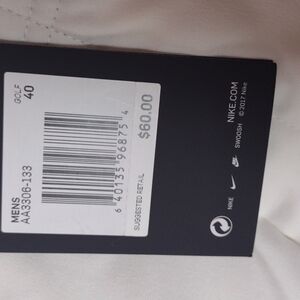 GOLF
40
MENS
AA3306-133
6 40135 96875 4
$60.00
SUGGESTED RETAIL
NIKE.COM
SWOOSH © 2017 Nike
NIKE